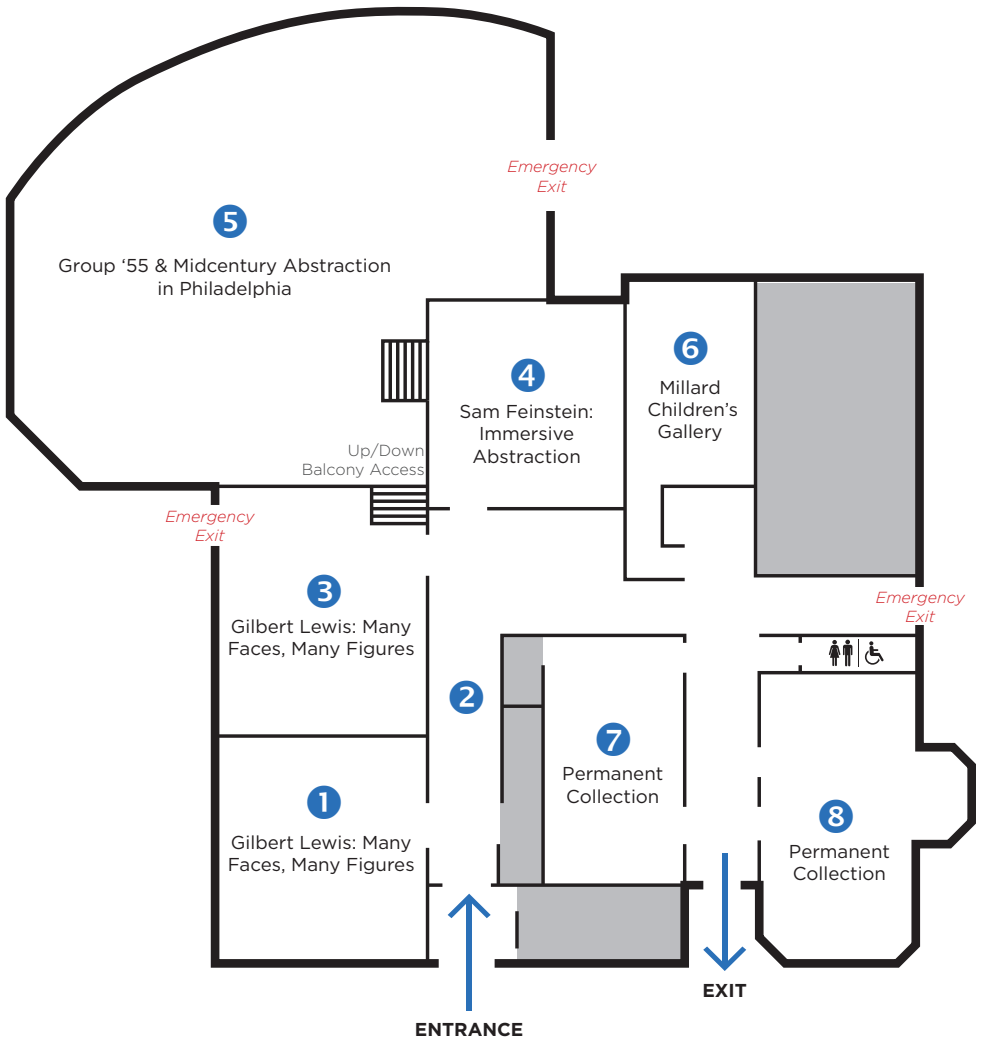 Emergency
Exit
5
Group ‘55 & Midcentury Abstraction
in Philadelphia
6
Millard
Children’s
Gallery
4
Sam Feinstein:
Immersive
Abstraction
Up/Down
Balcony Access
Emergency
Exit
3
Gilbert Lewis: Many
Faces, Many Figures
Emergency
Exit
2
7
Permanent
Collection
1
Gilbert Lewis: Many
Faces, Many Figures
8
Permanent
Collection
EXIT
ENTRANCE